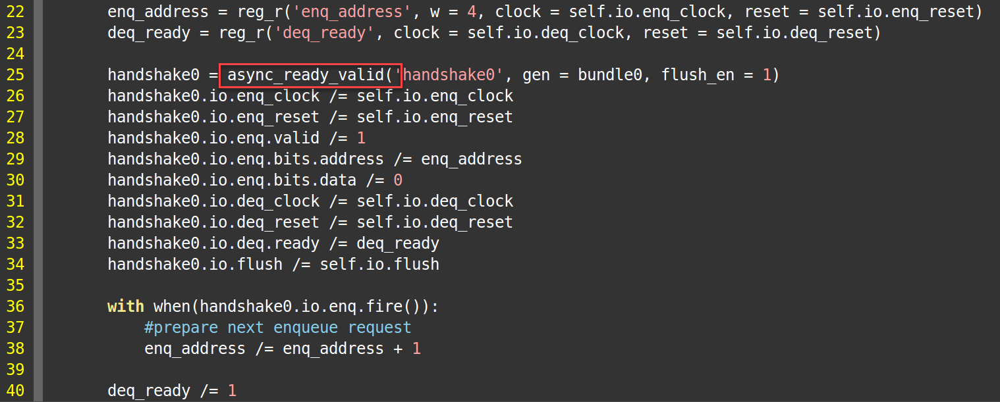 22 enq_address = reg_r('enq_address', w = 4, clock = self.io.enq_clock, reset = self.io.enq_reset)
23 deq_ready = reg_r('deq_ready', clock = self.io.deq_clock, reset = self.io.deq_reset)
24
25 handshake0 = async_ready_valid('handshake0', gen = bundle0, flush_en = 1)
26 handshake0.io.enq_clock /= self.io.enq_clock
27 handshake0.io.enq_reset /= self.io.enq_reset
28 handshake0.io.enq.valid /= 1
29 handshake0.io.enq.bits.address /= enq_address
30 handshake0.io.enq.bits.data /= 0
31 handshake0.io.deq_clock /= self.io.deq_clock
32 handshake0.io.deq_reset /= self.io.deq_reset
33 handshake0.io.deq.ready /= deq_ready
34 handshake0.io.flush /= self.io.flush
35
36 with when(handshake0.io.enq.fire()):
37 #prepare next enqueue request
38 enq_address /= enq_address + 1
39
40 deq_ready /= 1